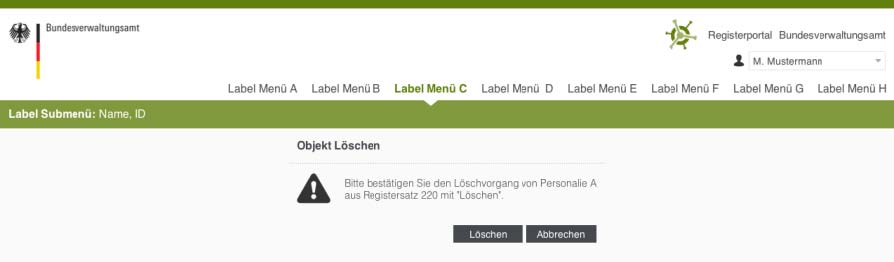 Bundesverwaltungsamt
Registerportal Bundesverwaltungsamt
M. Mustermann
Label Menü A Label Menü B Label Menü C Label Menü D Label Menü E Label Menü F Label Menü G Label Menü H
Label Submenü: Name, ID
Objekt Löschen
Bitte bestätigen Sie den Löschvorgang von Personalie A
aus Registersatz 220 mit "Löschen".
Löschen Abbrechen